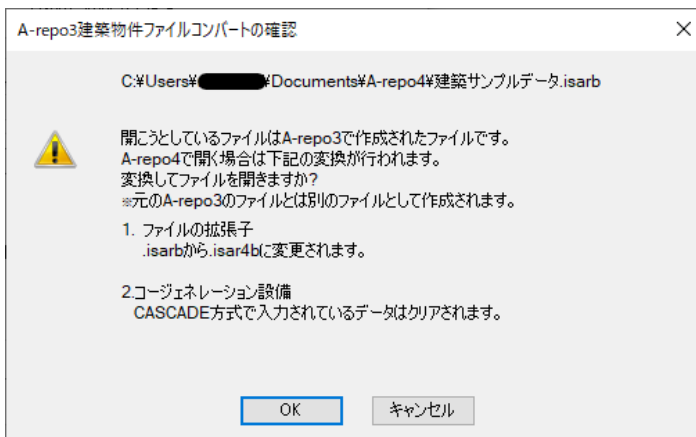 A-repo3建築物件ファイルコンバートの確認
C:¥Users¥ ¥Documents¥A-repo4¥建築サンプルデータ.isarb
開こうとしているファイルはA-repo3で作成されたファイルです。
A-repo4で開く場合は下記の変換が行われます。
変換してファイルを開きますか?
※元のA-repo3のファイルとは別のファイルとして作成されます。
1. ファイルの拡張子
.isarbから.isar4bに変更されます。
2.コージェネレーション設備
CASCADE方式で入力されているデータはクリアされます。
OK
キャンセル